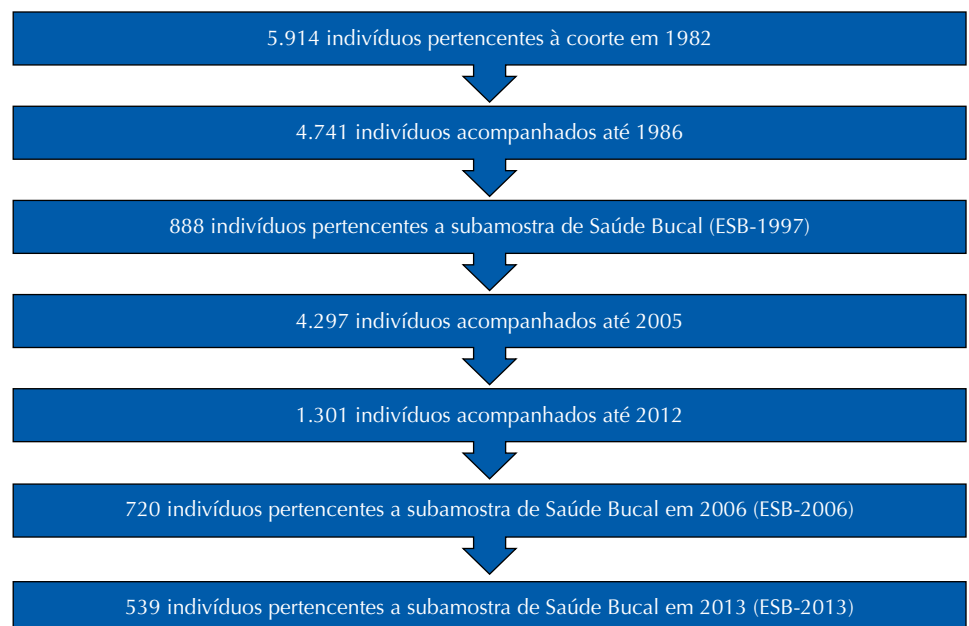 5.914 indivíduos pertencentes à coorte em 1982
4.741 indivíduos acompanhados até 1986
888 indivíduos pertencentes a subamostra de Saúde Bucal (ESB-1997)
4.297 indivíduos acompanhados até 2005
1.301 indivíduos acompanhados até 2012
720 indivíduos pertencentes a subamostra de Saúde Bucal em 2006 (ESB-2006)
539 indivíduos pertencentes a subamostra de Saúde Bucal em 2013 (ESB-2013)